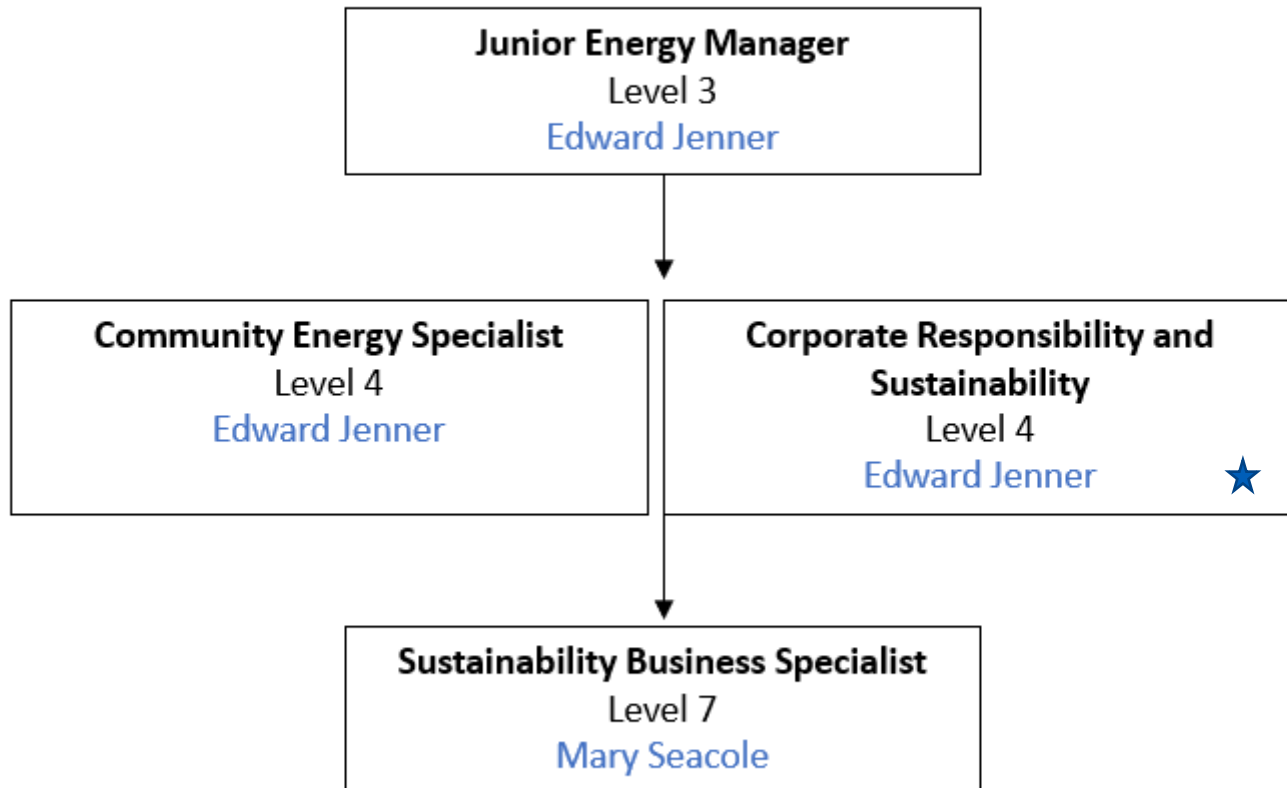 Junior Energy Manager
Level 3
Edward Jenner
Community Energy Specialist
Level 4
Edward Jenner
Corporate Responsibility and
Sustainability
Level 4
Edward Jenner
Sustainability Business Specialist
Level 7
Mary Seacole